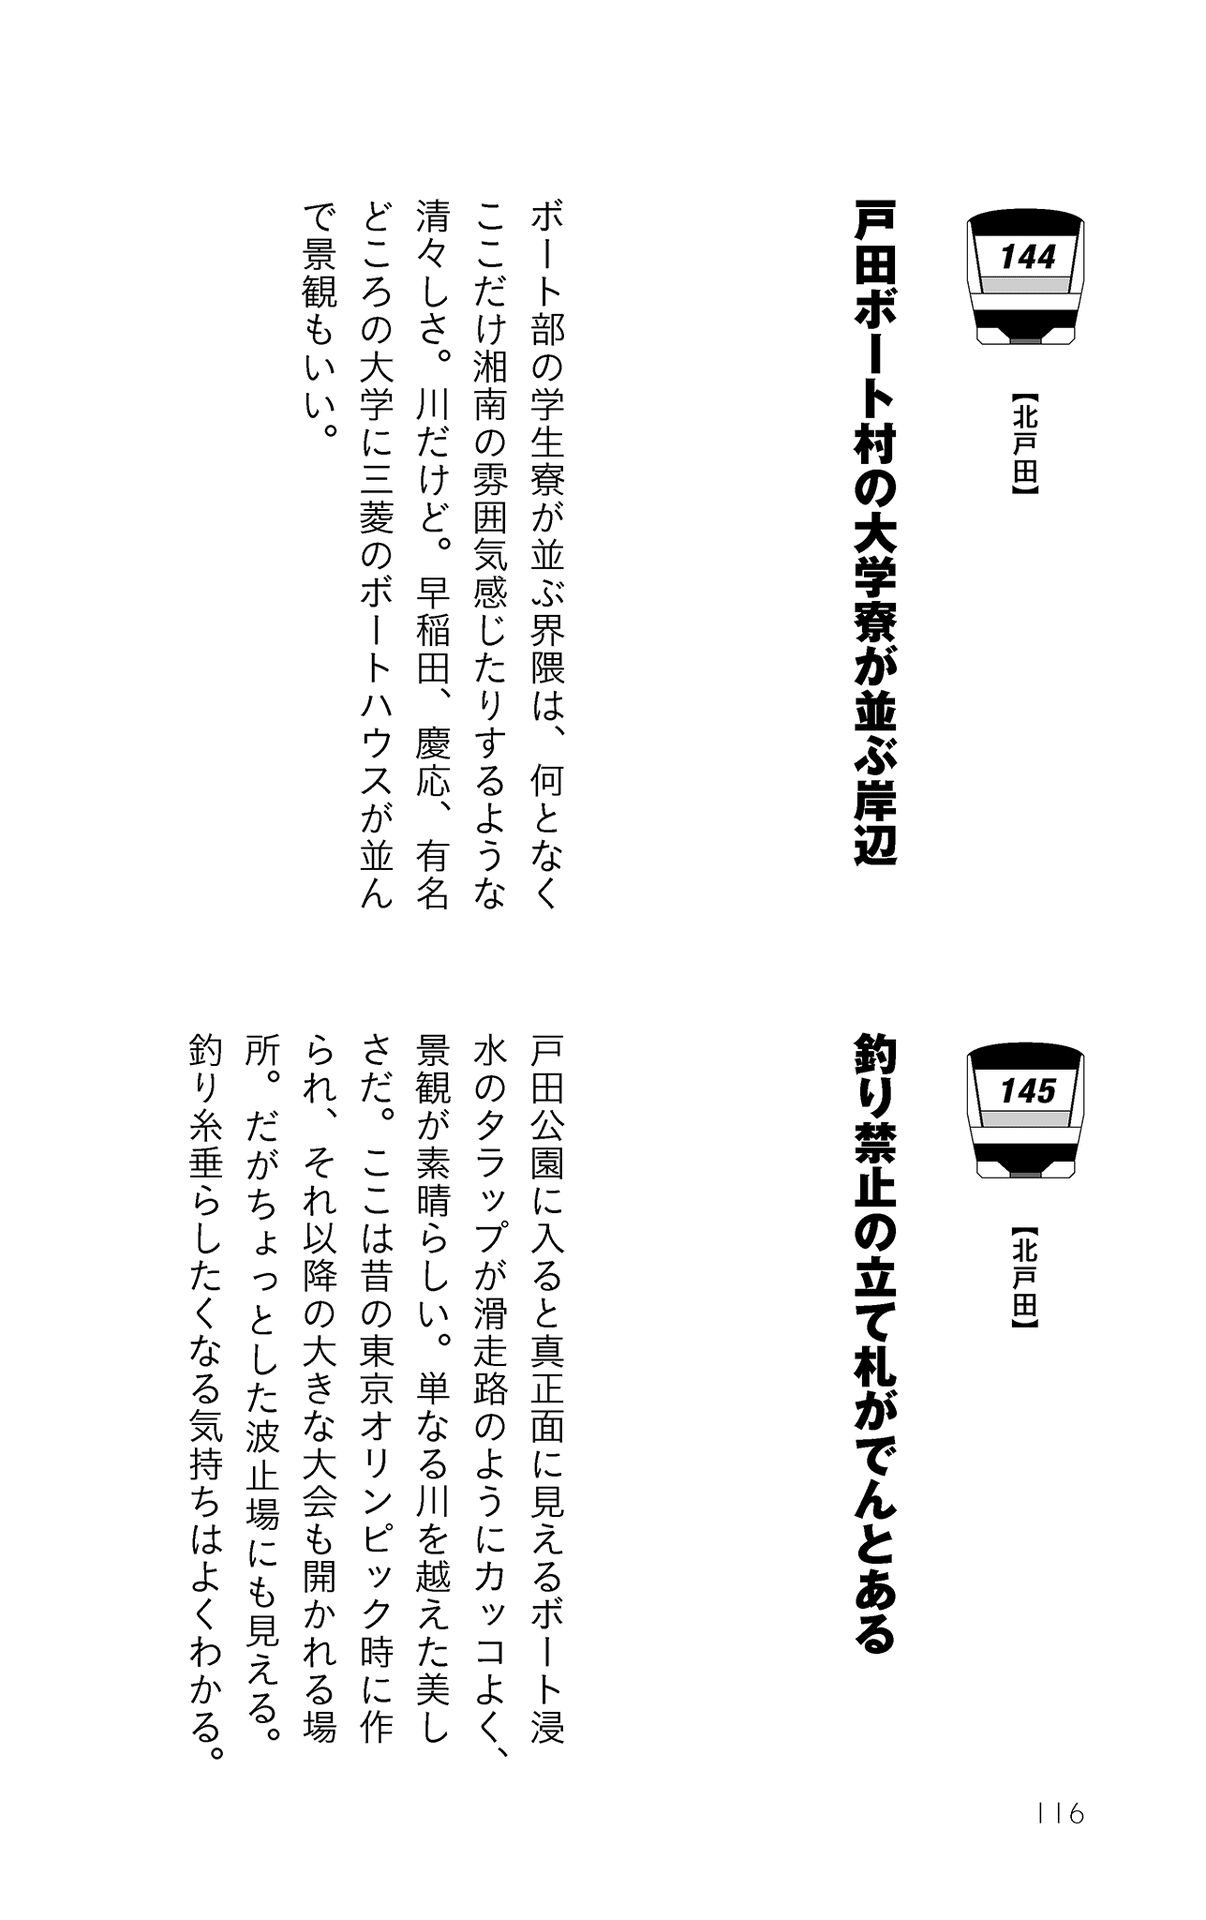 144
【北戸田】
戸田ボート村の大学寮が並ぶ岸辺
ボート部の学生寮が並ぶ界隈は、何となく
ここだけ湘南の雰囲気感じたりするような
清々しさ。川だけど。早稲田、慶応、有名
どころの大学に三菱のボートハウスが並ん
で景観もいい。
145
【北戸田】
釣り禁止の立て札がでんとある
戸田公園に入ると真正面に見えるボート浸
水のタラップが滑走路のようにカッコよく、
景観が素晴らしい。単なる川を越えた美し
さだ。ここは昔の東京オリンピック時に作
られ、それ以降の大きな大会も開かれる場
所。だがちょっとした波止場にも見える。
釣り糸垂らしたくなる気持ちはよくわかる。
116